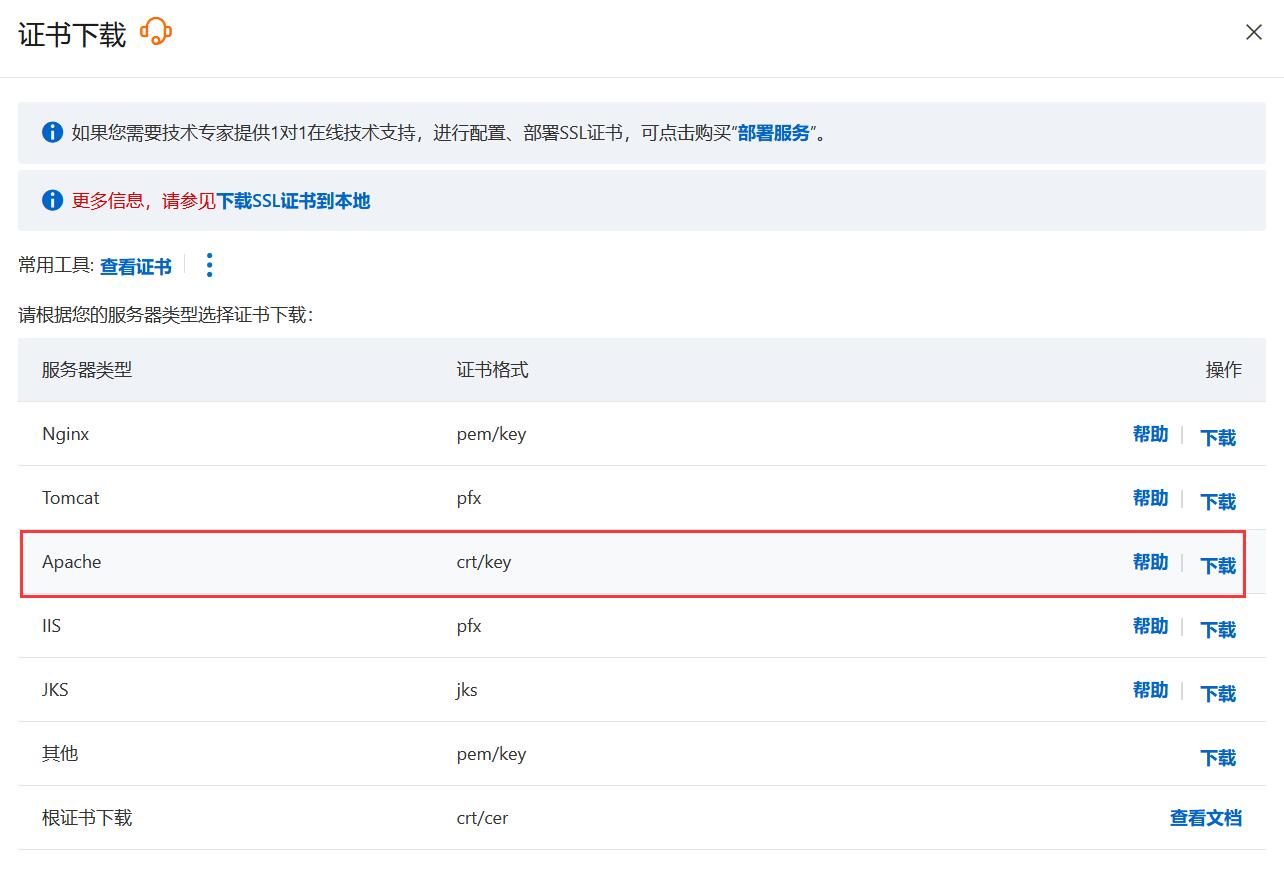 证书下载
如果您需要技术专家提供1对1在线技术支持，进行配置、部署SSL证书，可点击购买“部署服务”。
更多信息，请参见下载SSL证书到本地
常用工具: 查看证书
请根据您的服务器类型选择证书下载：
服务器类型 证书格式 操作
Nginx pem/key 帮助 下载
Tomcat pfx 帮助 下载
Apache crt/key 帮助 下载
IIS pfx 帮助 下载
JKS jks 帮助 下载
其他 pem/key 下载
根证书下载 crt/cer 查看文档